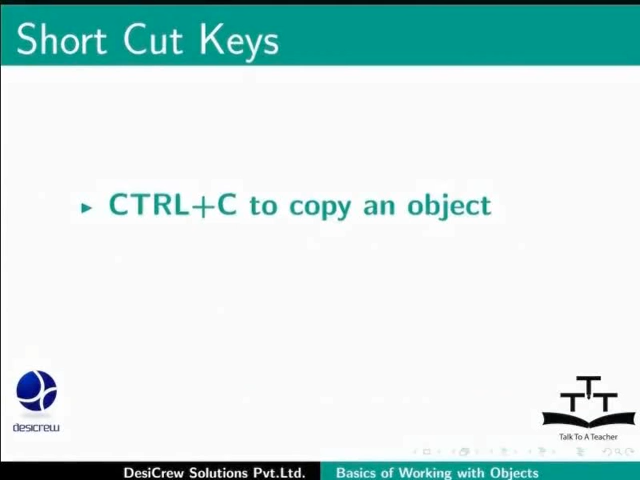 Short Cut Keys
▶ CTRL+C to copy an object
desicrew
T T T
Talk To A Teacher
DesiCrew Solutions Pvt.Ltd. Basics of Working with Objects